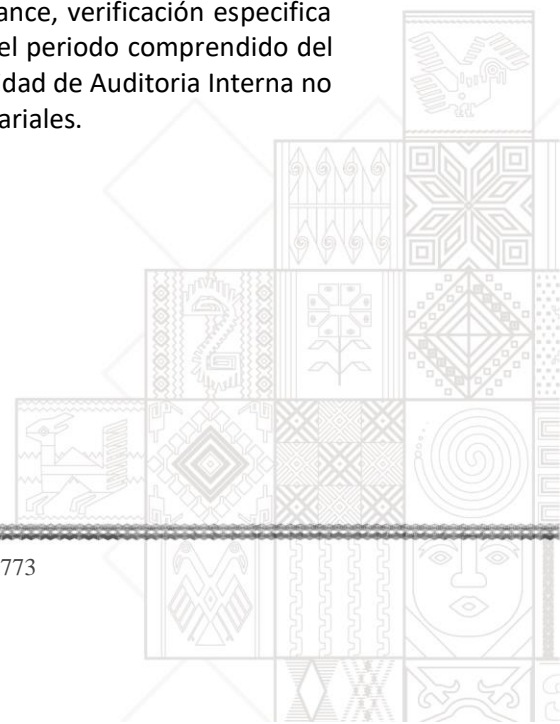 ance, verificación especifica
el periodo comprendido del
dad de Auditoria Interna no
ariales.
773